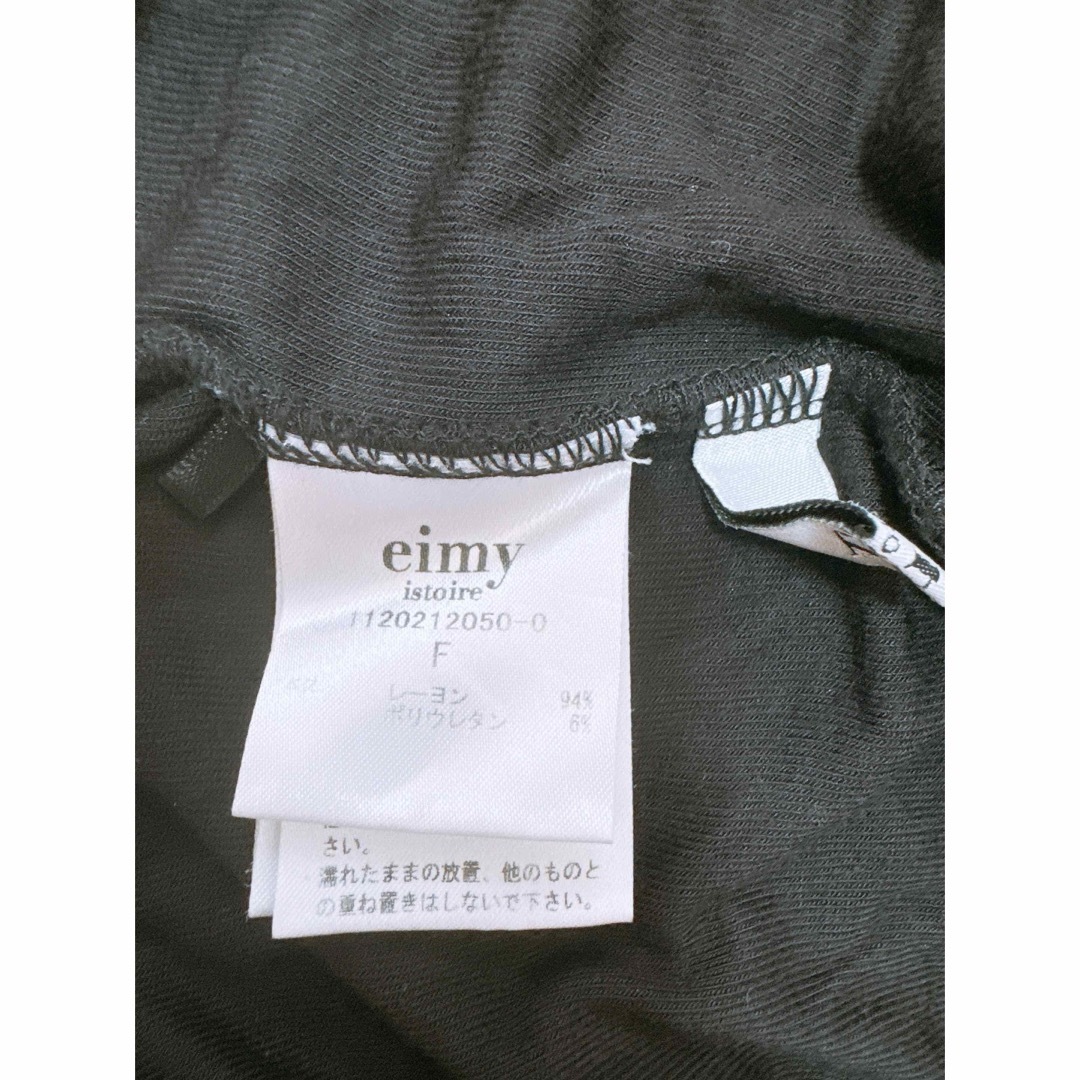 eimy
istoire
1120212050-0
F
レーヨン 94%
ポリウレタン 6%
さい。
濡れたままの放置、他のものと
の重ね置きはしないで下さい。